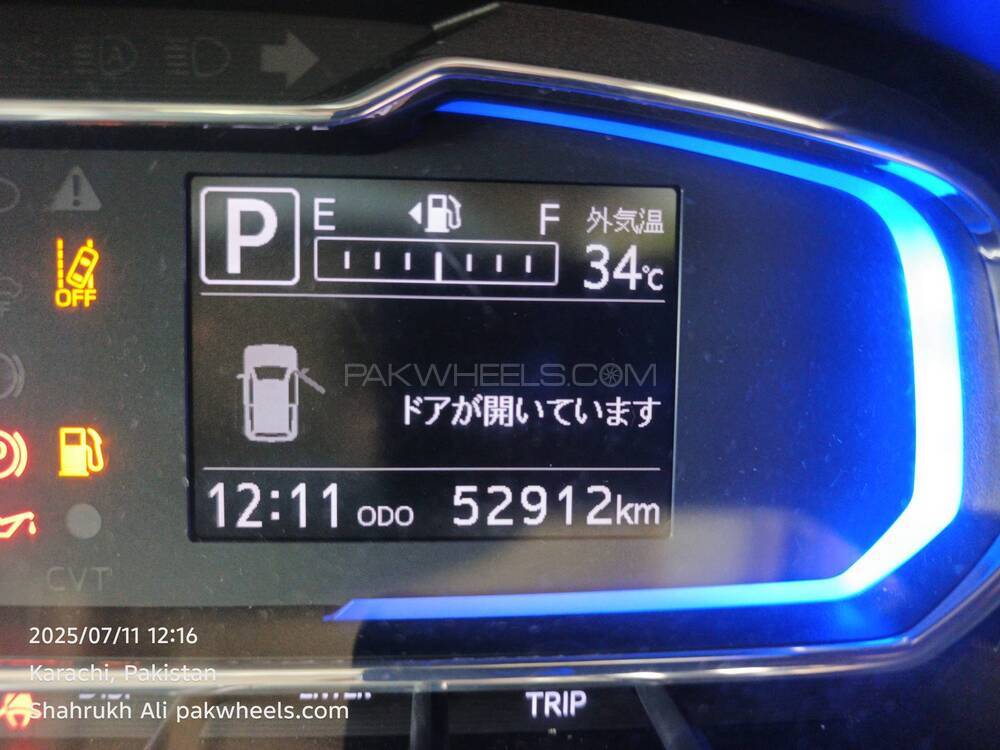 P E F 外気温
34℃
OFF
PAKWHEELS.COM
ドアが開いています
12:11 ODO 52912km
CVT
2025/07/11 12:16
Karachi, Pakistan
Shahrukh Ali pakwheels.com
TRIP